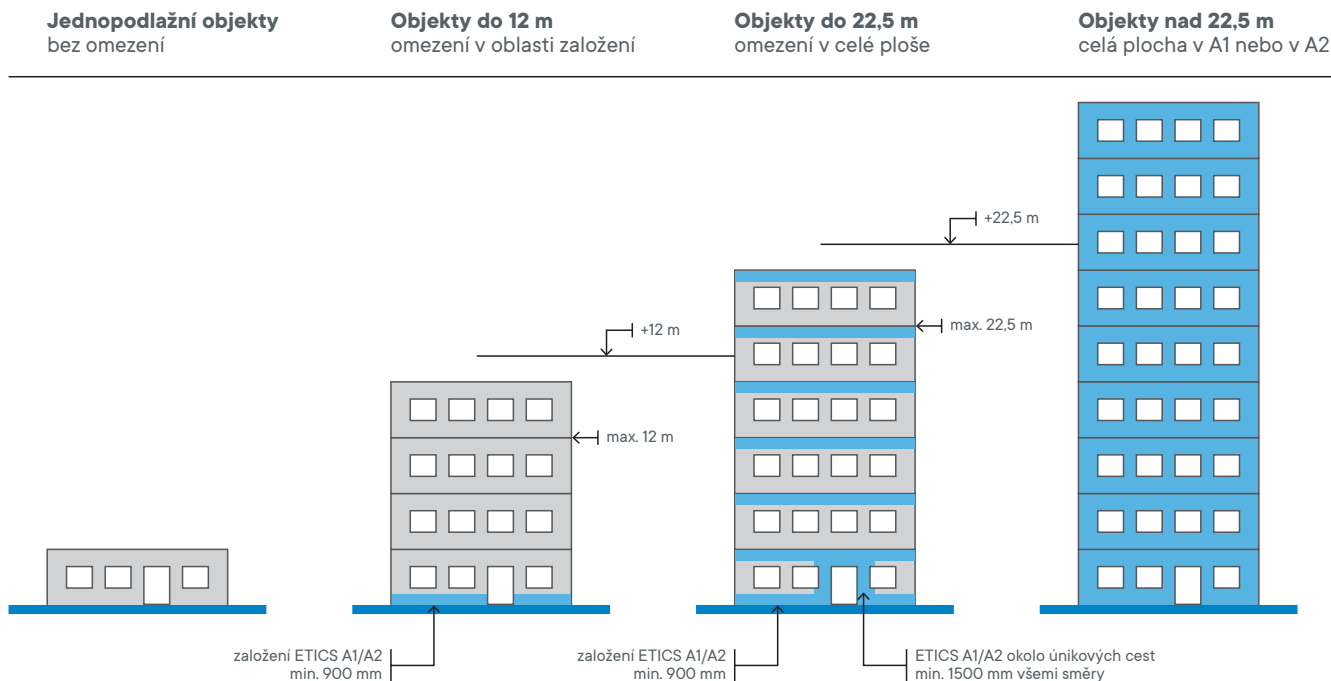 Jednopodlažní objekty
bez omezení
Objekty do 12 m
omezení v oblasti založení
Objekty do 22,5 m
omezení v celé ploše
Objekty nad 22,5 m
celá plocha v A1 nebo v A2
+22,5 m
+12 m
max. 22,5 m
max. 12 m
založení ETICS A1/A2
min. 900 mm
založení ETICS A1/A2
min. 900 mm
ETICS A1/A2 okolo únikových cest
min. 1500 mm všemi směry